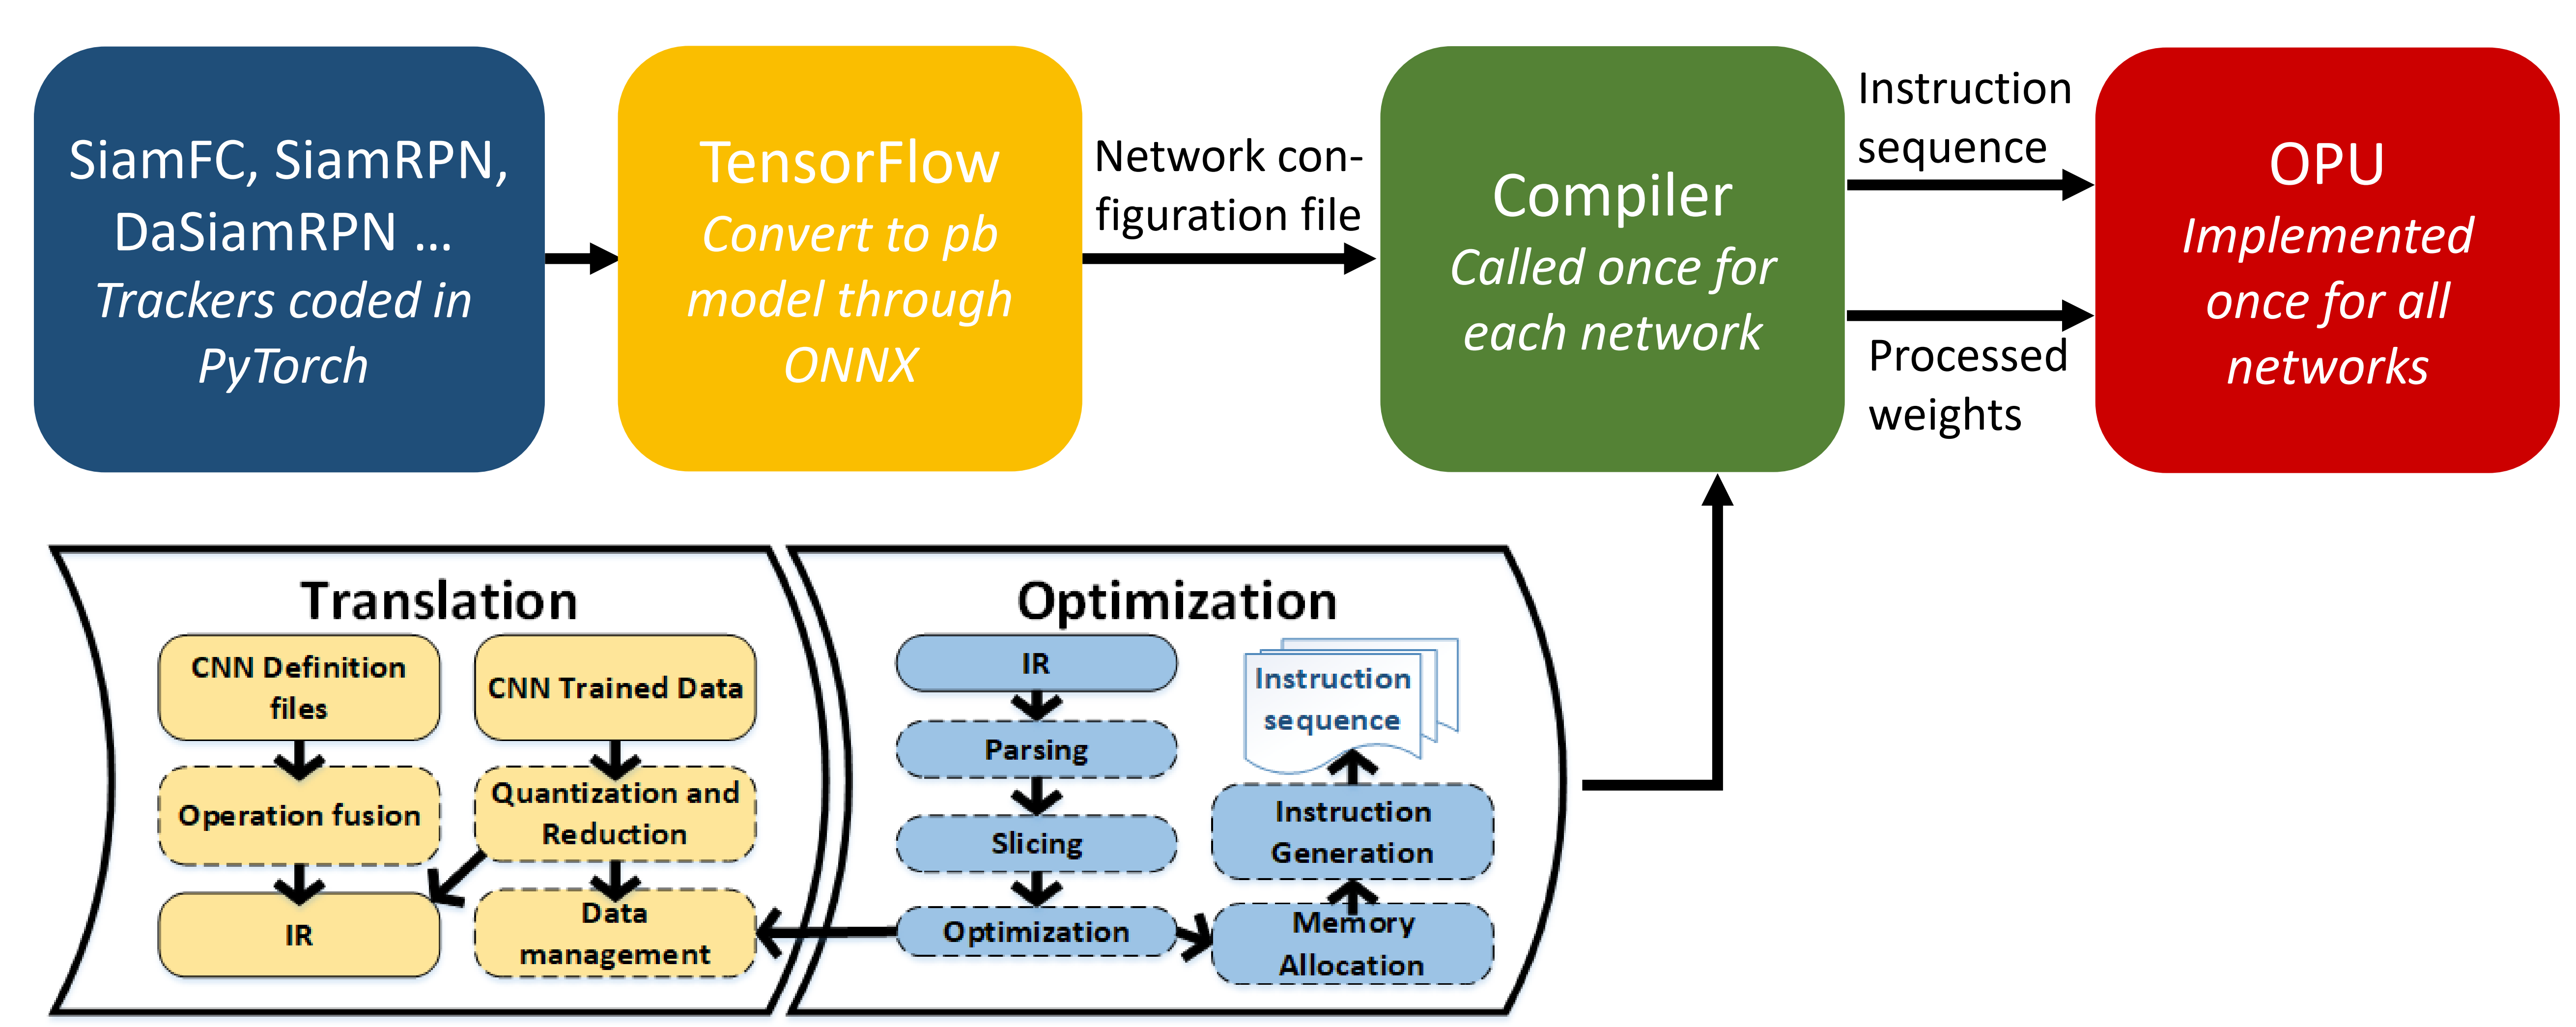 SiamFC, SiamRPN,
DaSiamRPN ...
Trackers coded in
PyTorch
TensorFlow
Convert to pb
model through
ONNX
Network con-
figuration file
Compiler
Called once for
each network
Instruction
sequence
Processed
weights
OPU
Implemented
once for all
networks
Translation
CNN Definition
files
CNN Trained Data
Operation fusion
Quantization and
Reduction
IR
Data
management
Optimization
IR
Parsing
Slicing
Optimization
Instruction
sequence
Instruction
Generation
Memory
Allocation